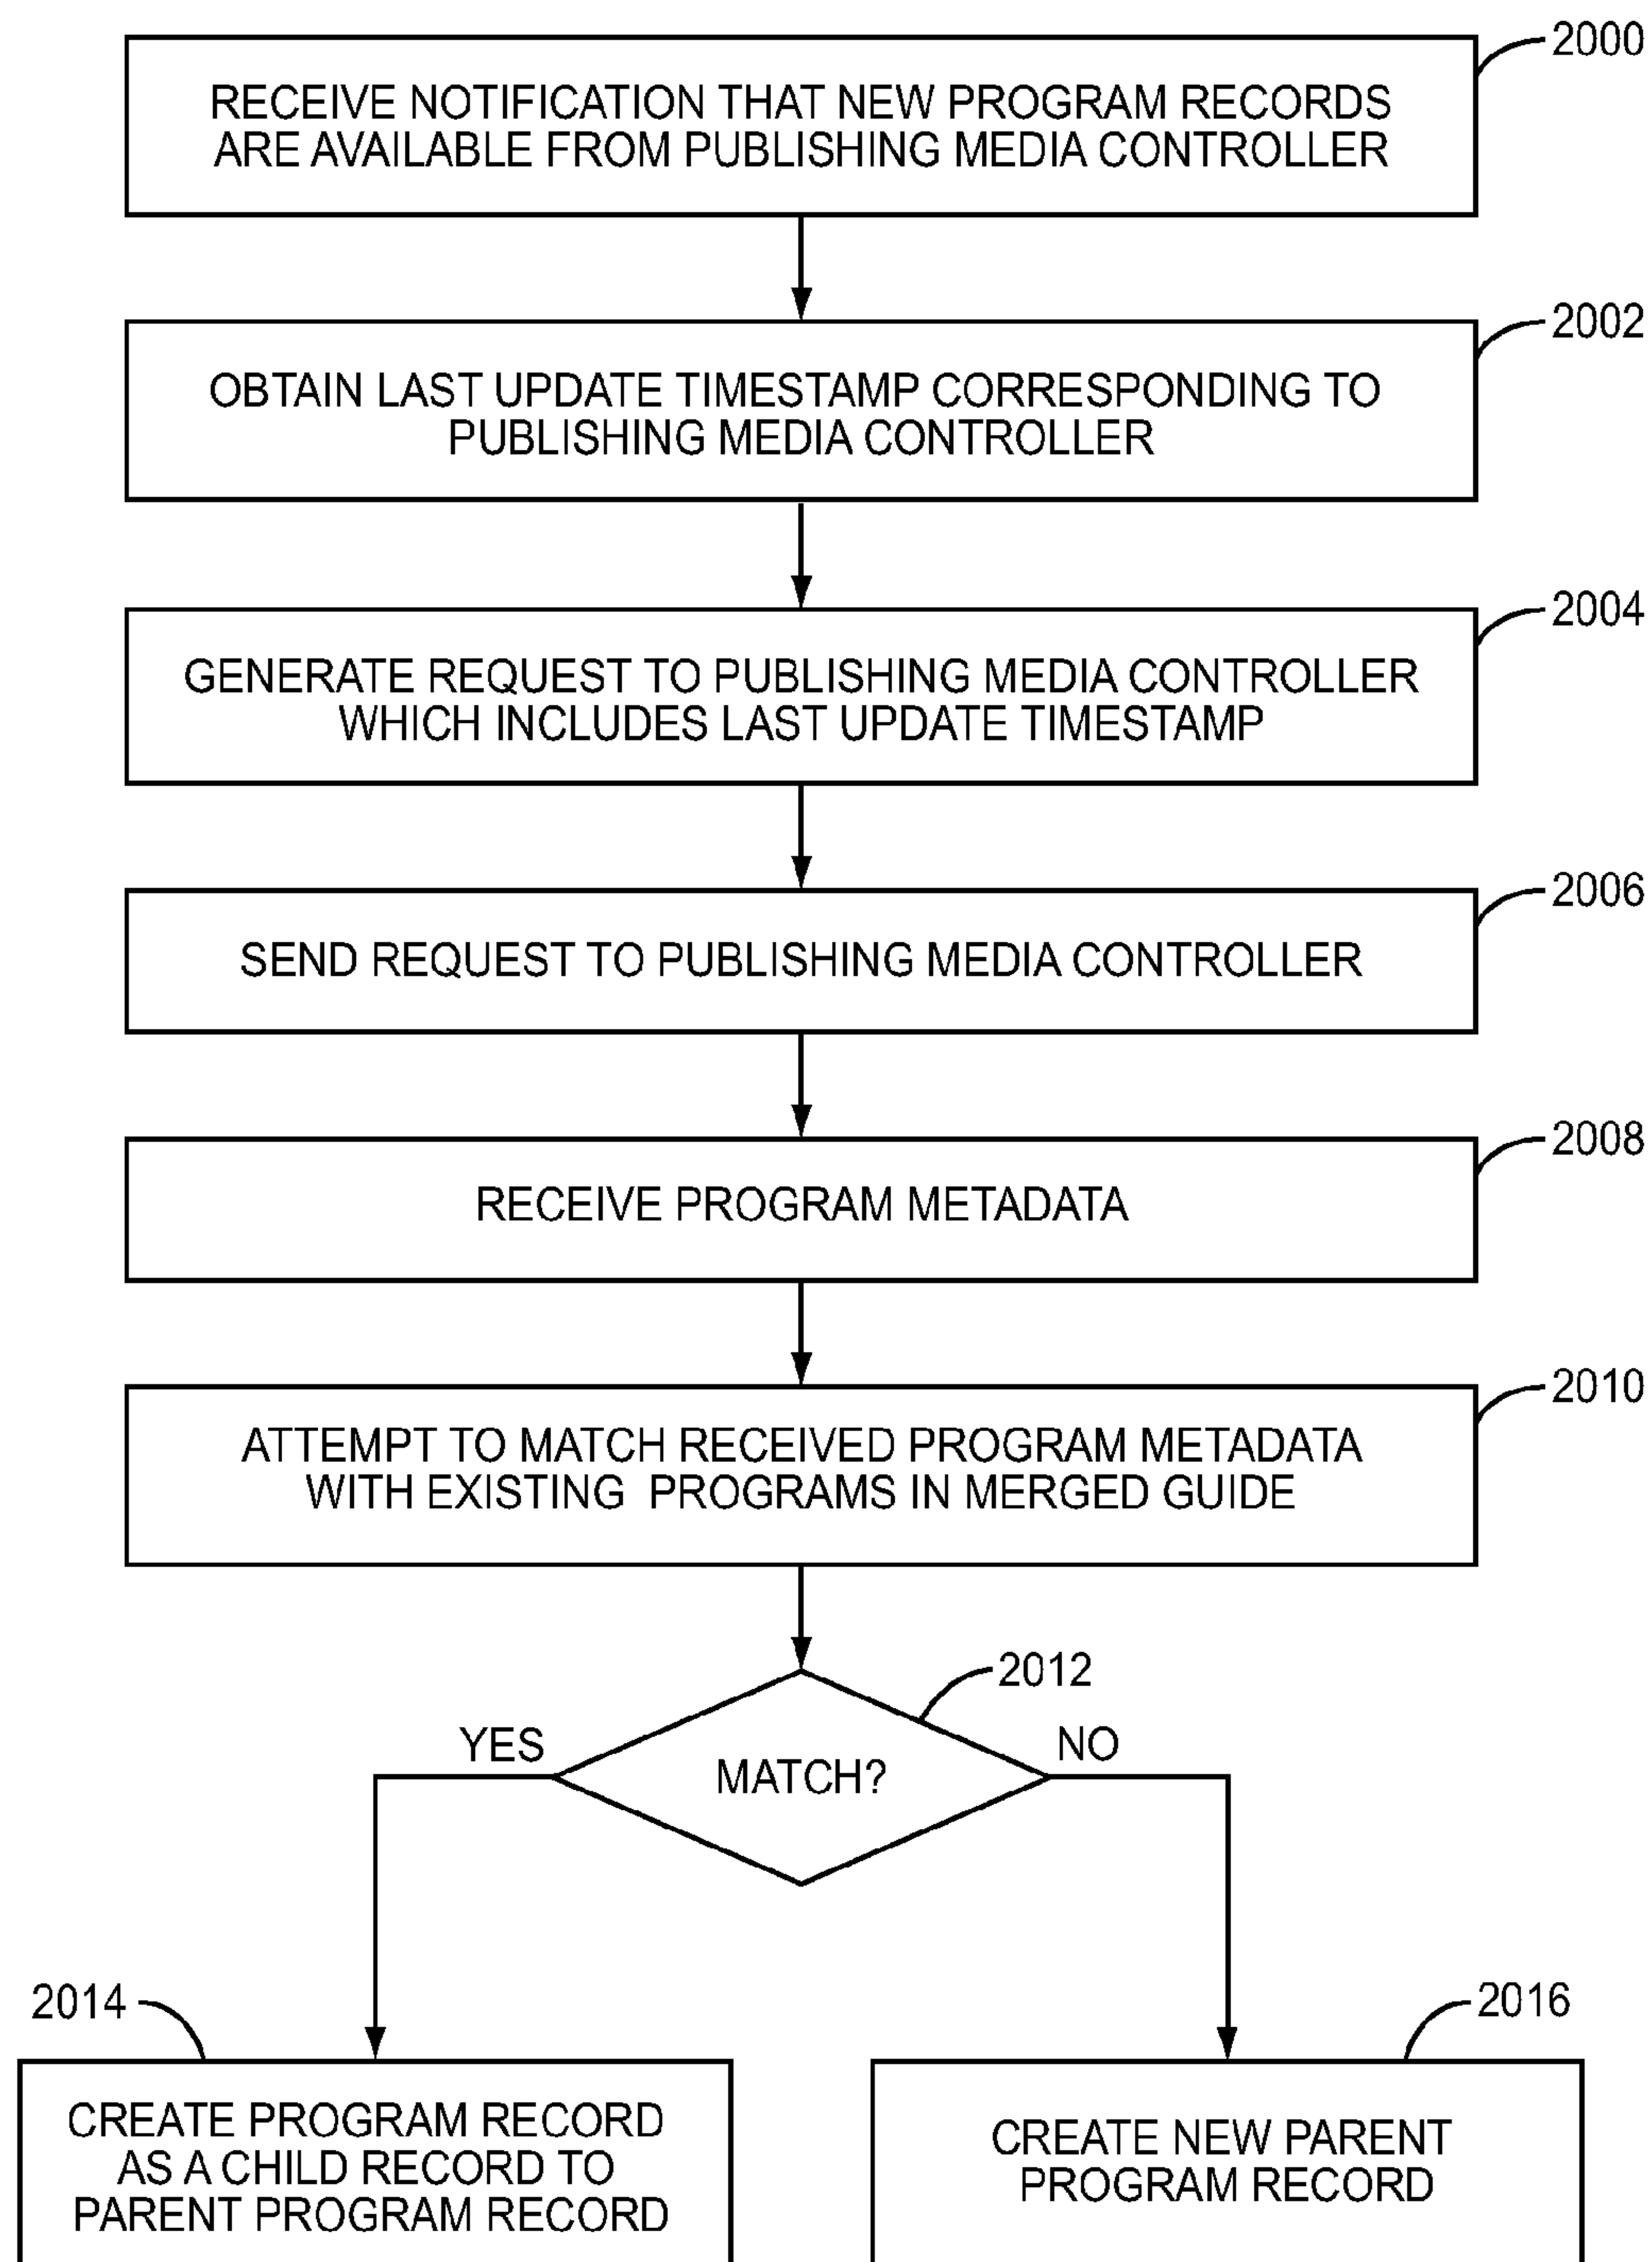 2000
RECEIVE NOTIFICATION THAT NEW PROGRAM RECORDS
ARE AVAILABLE FROM PUBLISHING MEDIA CONTROLLER
2002
OBTAIN LAST UPDATE TIMESTAMP CORRESPONDING TO
PUBLISHING MEDIA CONTROLLER
2004
GENERATE REQUEST TO PUBLISHING MEDIA CONTROLLER
WHICH INCLUDES LAST UPDATE TIMESTAMP
2006
SEND REQUEST TO PUBLISHING MEDIA CONTROLLER
2008
RECEIVE PROGRAM METADATA
2010
ATTEMPT TO MATCH RECEIVED PROGRAM METADATA
WITH EXISTING PROGRAMS IN MERGED GUIDE
2012
YES
NO
MATCH?
2014
CREATE PROGRAM RECORD
AS A CHILD RECORD TO
PARENT PROGRAM RECORD
2016
CREATE NEW PARENT
PROGRAM RECORD